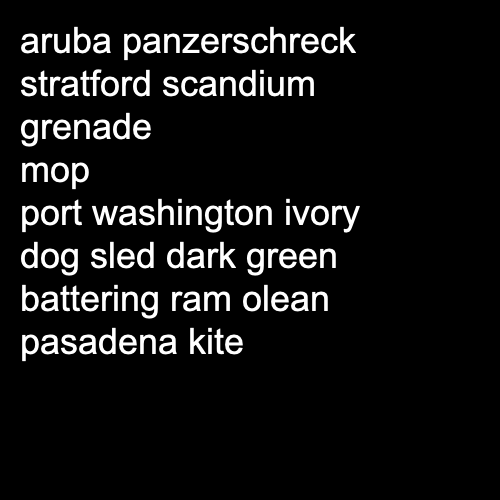 aruba panzerschreck
stratford scandium
grenade
mop
port washington ivory
dog sled dark green
battering ram olean
pasadena kite